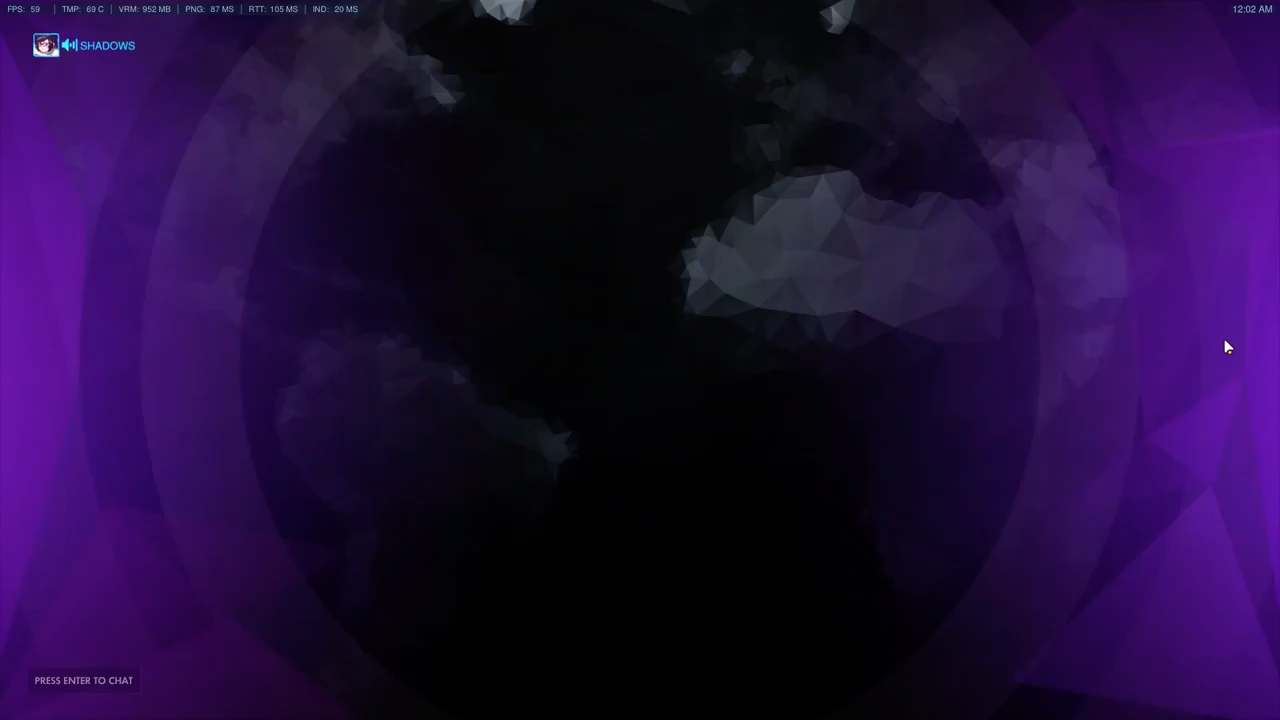 FPS: 59 | TMP: 69 C | VRM: 952 MB | PNG: 87 MS | RTT: 105 MS | IND: 20 MS
12:02 AM
SHADOWS
PRESS ENTER TO CHAT